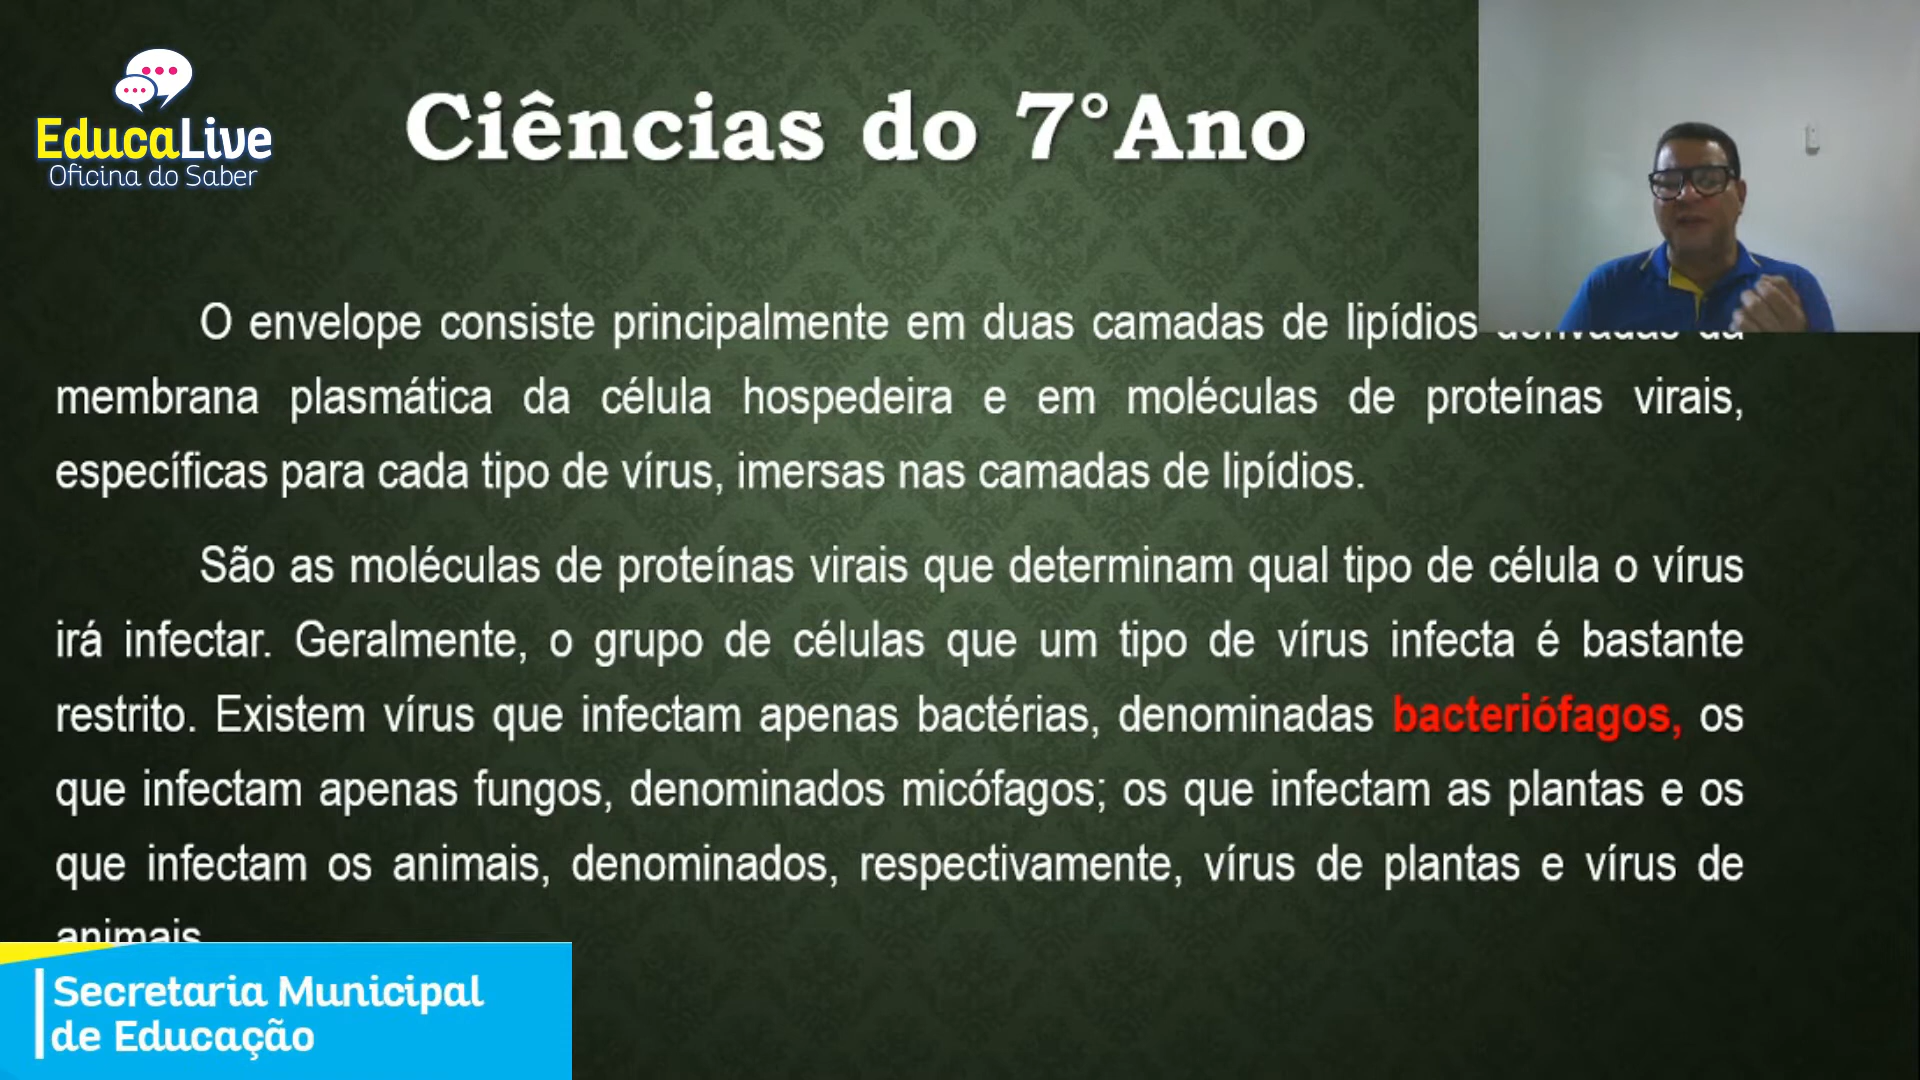 EducaLive
Oficina do Saber
Ciências do 7°Ano
O envelope consiste principalmente em duas camadas de lipídios
membrana plasmática da célula hospedeira e em moléculas de proteínas virais,
específicas para cada tipo de vírus, imersas nas camadas de lipídios.
São as moléculas de proteínas virais que determinam qual tipo de célula o vírus
irá infectar. Geralmente, o grupo de células que um tipo de vírus infecta é bastante
restrito. Existem vírus que infectam apenas bactérias, denominadas bacteriófagos, os
que infectam apenas fungos, denominados micófagos; os que infectam as plantas e os
que infectam os animais, denominados, respectivamente, vírus de plantas e vírus de
animais.
Secretaria Municipal
de Educação